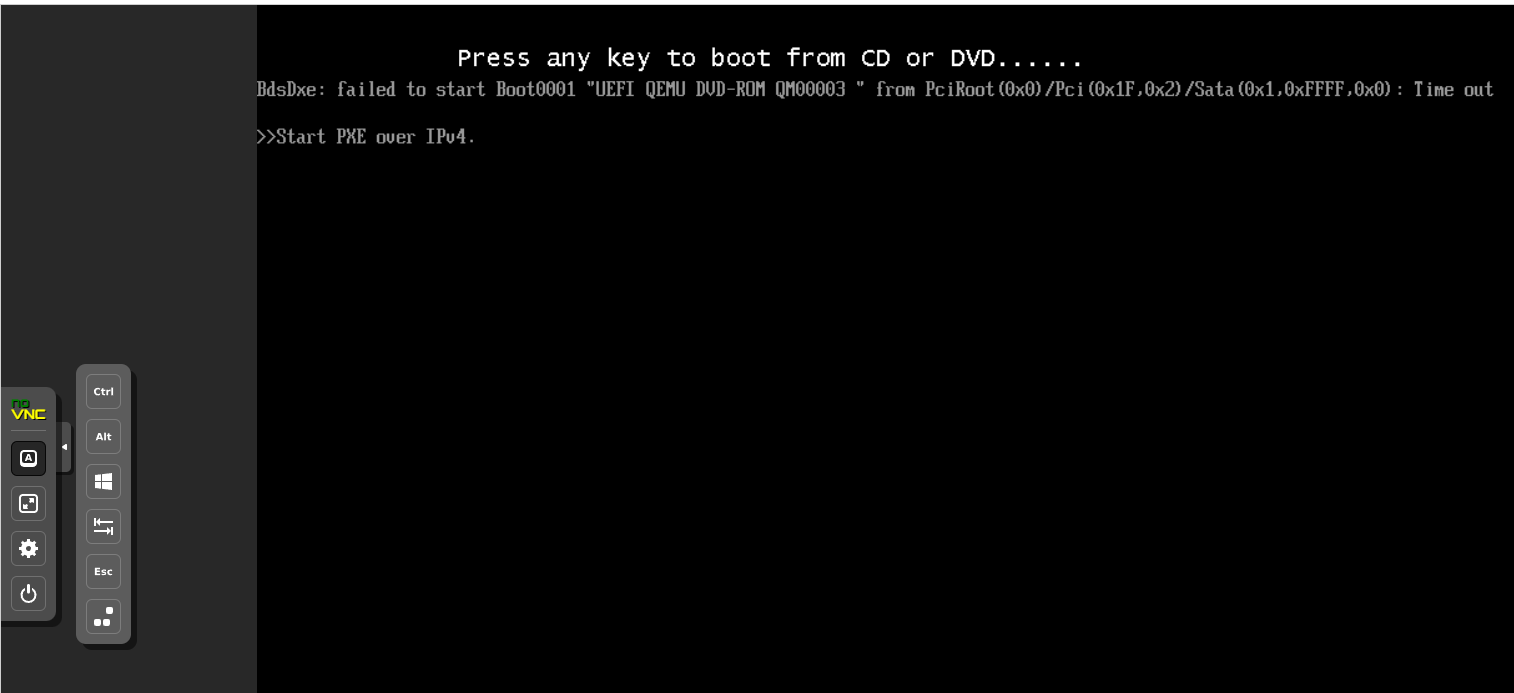 Press any key to boot from CD or DVD......
BdsDxe: failed to start Boot0001 "UEFI QEMU DVD-ROM QM00003 " from PciRoot(0x0)/Pci(0x1F,0x2)/Sata(0x1,0xFFFF,0x0): Time out
>>Start PXE over IPv4.
Ctrl
no
VNC
Alt
A
Esc